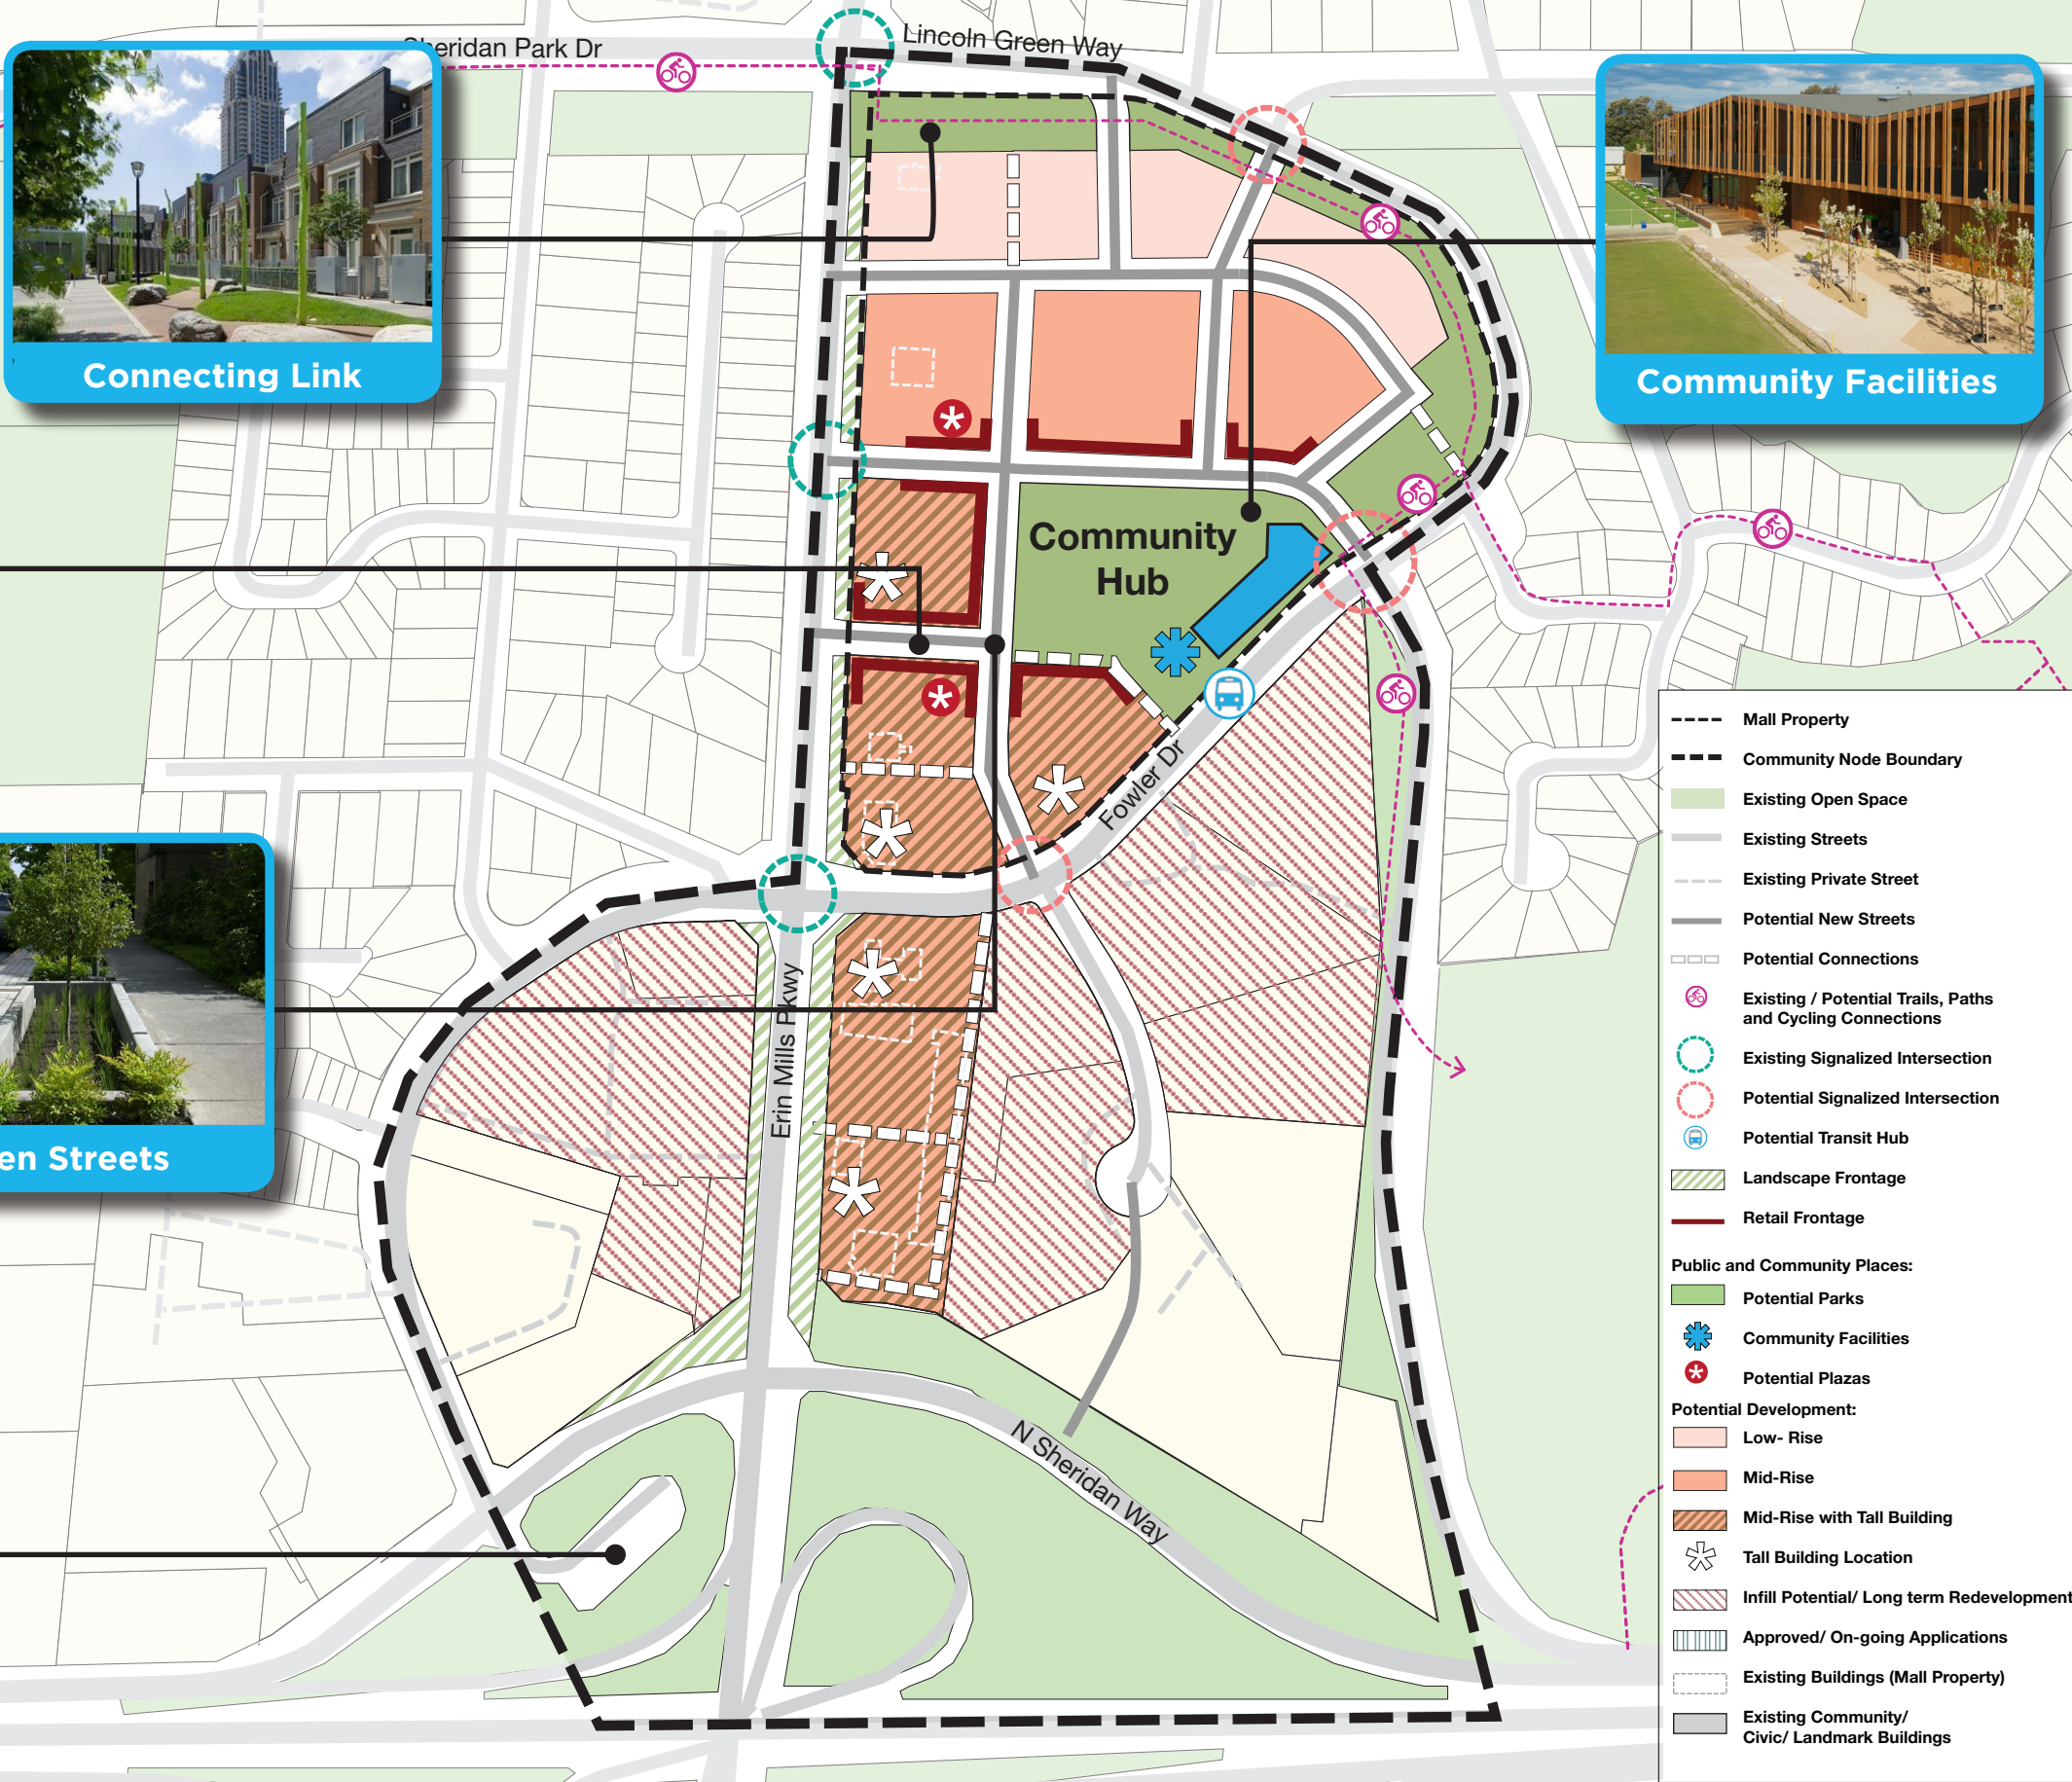 Sheridan Park Dr
Lincoln Green Way
Connecting Link
Community Facilities
Community
Hub
Fowler Dr
Erin Mills Pkwy
en Streets
N Sheridan Way
Mall Property
Community Node Boundary
Existing Open Space
Existing Streets
Existing Private Street
Potential New Streets
Potential Connections
Existing / Potential Trails, Paths
and Cycling Connections
Existing Signalized Intersection
Potential Signalized Intersection
Potential Transit Hub
Landscape Frontage
Retail Frontage
Public and Community Places:
Potential Parks
Community Facilities
Potential Plazas
Potential Development:
Low- Rise
Mid-Rise
Mid-Rise with Tall Building
Tall Building Location
Infill Potential/ Long term Redevelopment
Approved/ On-going Applications
Existing Buildings (Mall Property)
Existing Community/
Civic/ Landmark Buildings